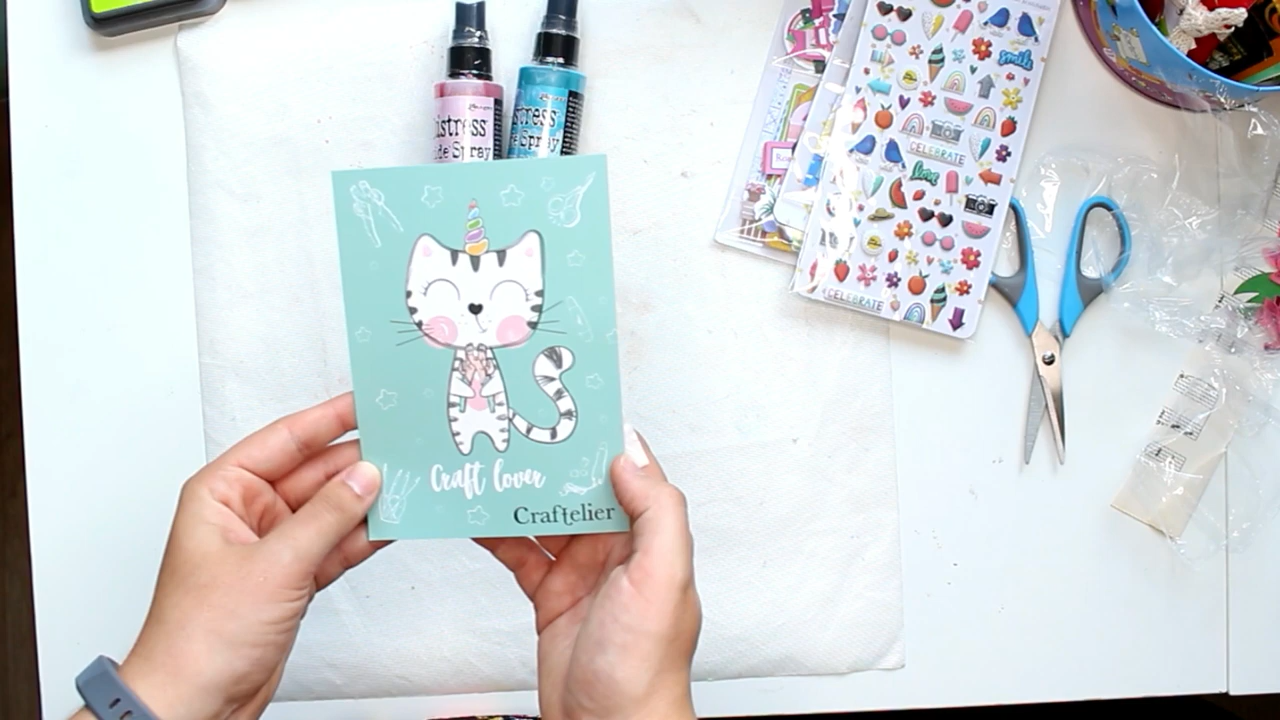 Distress
Distress
Spray
Spray
smile
CELEBRATE
love
CELEBRATE
Craft lover
Craftelier